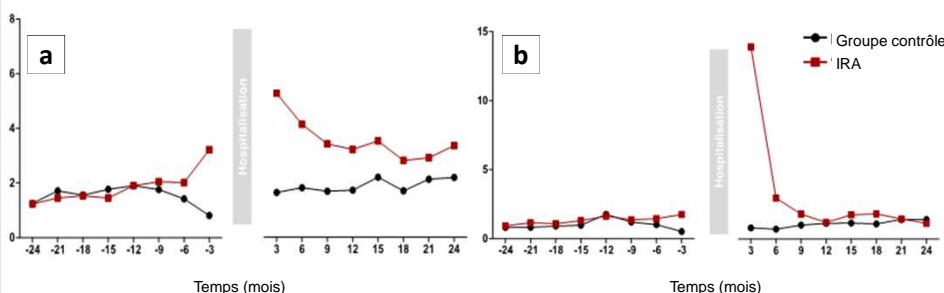 a
8
6
4
2
0
Hospitalisation
-24 -21 -18 -15 -12 -9 -6 -3
3 6 9 12 15 18 21 24
Temps (mois)
b
15
10
5
0
Hospitalisation
Groupe contrôle
IRA
-24 -21 -18 -15 -12 -9 -6 -3
3 6 9 12 15 18 21 24
Temps (mois)